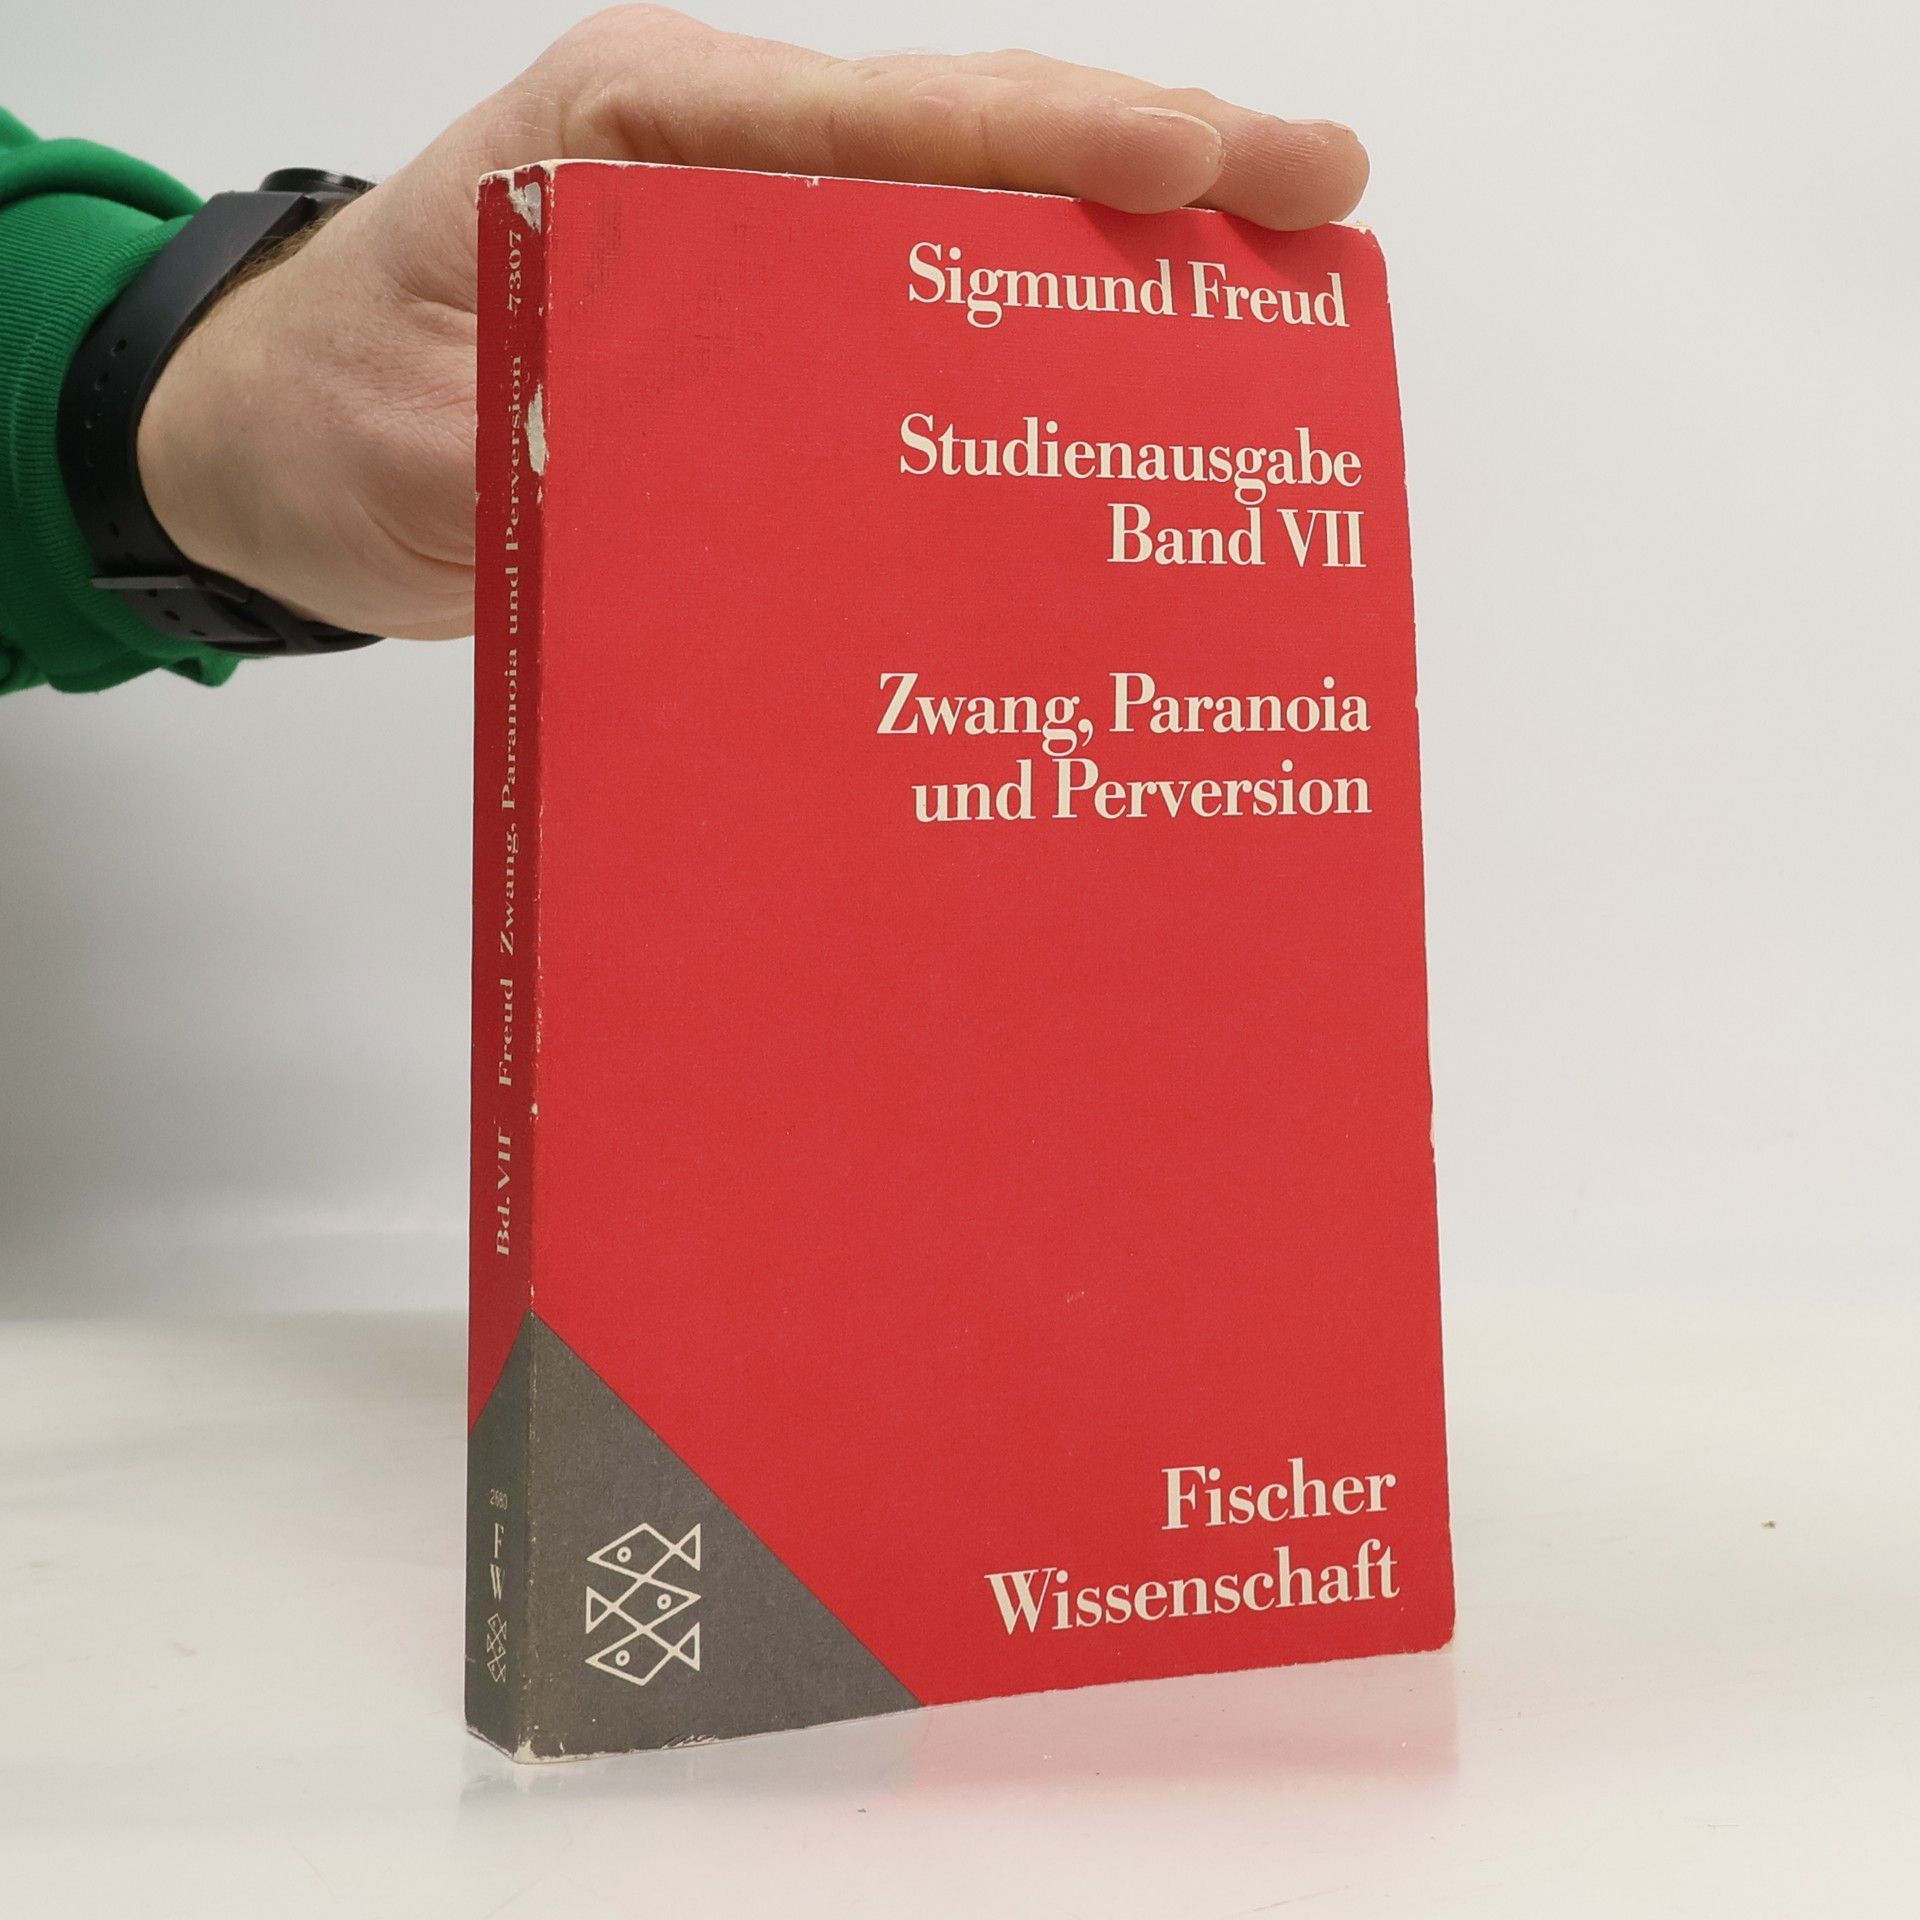 Sigmund Freud
Studienausgabe
Band VII
Zwang, Paranoia
und Perversion
Fischer
Wissenschaft
Bd. VII Freud Zwang, Paranoia und Perversion 7307
2680
F
W